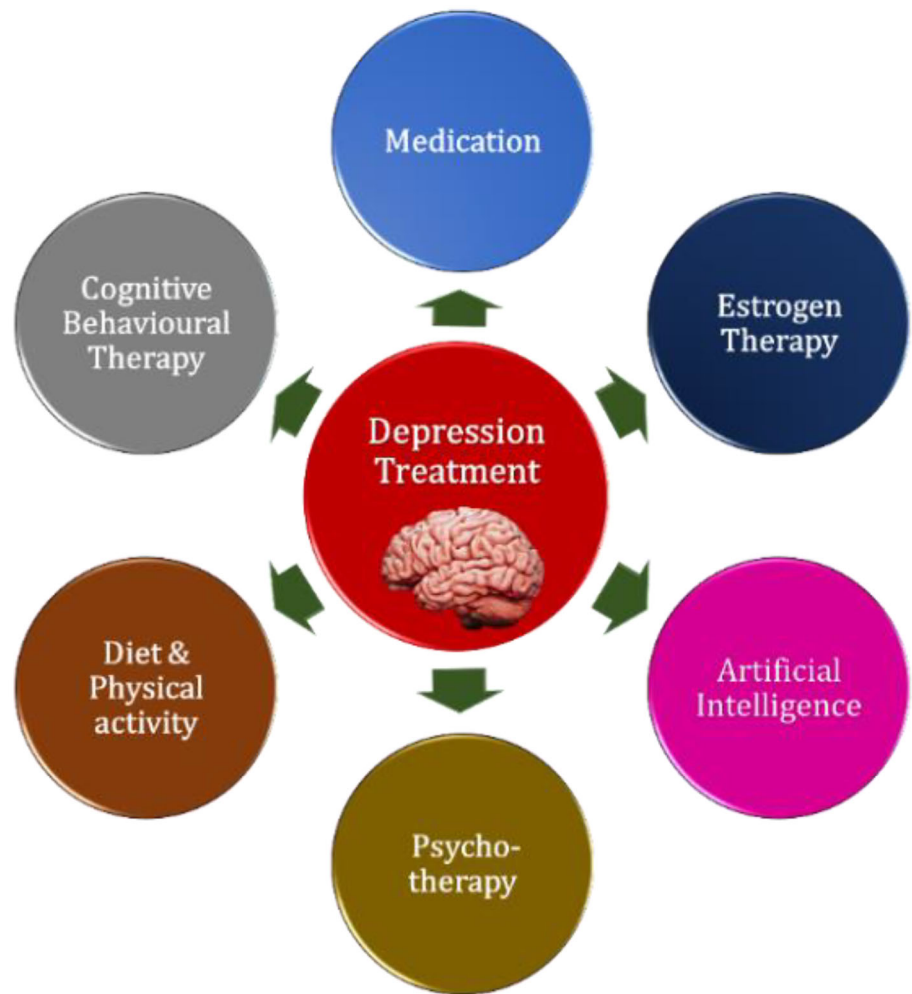 Medication
Estrogen
Therapy
Artificial
Intelligence
Psycho-
therapy
Diet &
Physical
activity
Cognitive
Behavioural
Therapy
Depression
Treatment